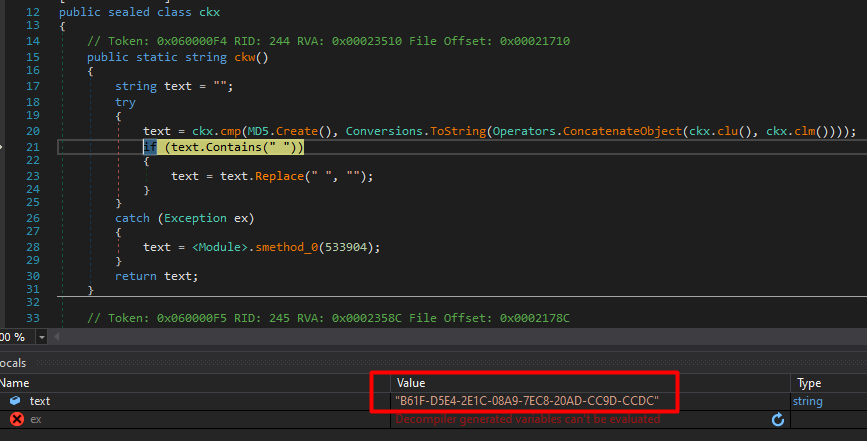 12 public sealed class ckx
13 {
14 // Token: 0x060000F4 RID: 244 RVA: 0x00023510 File Offset: 0x00021710
15 public static string ckw()
16 {
17 string text = "";
18 try
19 {
20 text = ckx.cmp(MD5.Create(), Conversions.ToString(Operators.ConcatenateObject(ckx.clu(), ckx.clm())));
21 if (text.Contains(" "))
22 {
23 text = text.Replace(" ", "");
24 }
25 }
26 catch (Exception ex)
27 {
28 text = <Module>.smethod_0(533904);
29 }
30 return text;
31 }
32
33 // Token: 0x060000F5 RID: 245 RVA: 0x0002358C File Offset: 0x0002178C
00 %
ocals
Name Value Type
text "B61F-D5E4-2E1C-08A9-7EC8-20AD-CC9D-CCDC" string
ex Decompiler generated variables can't be evaluated